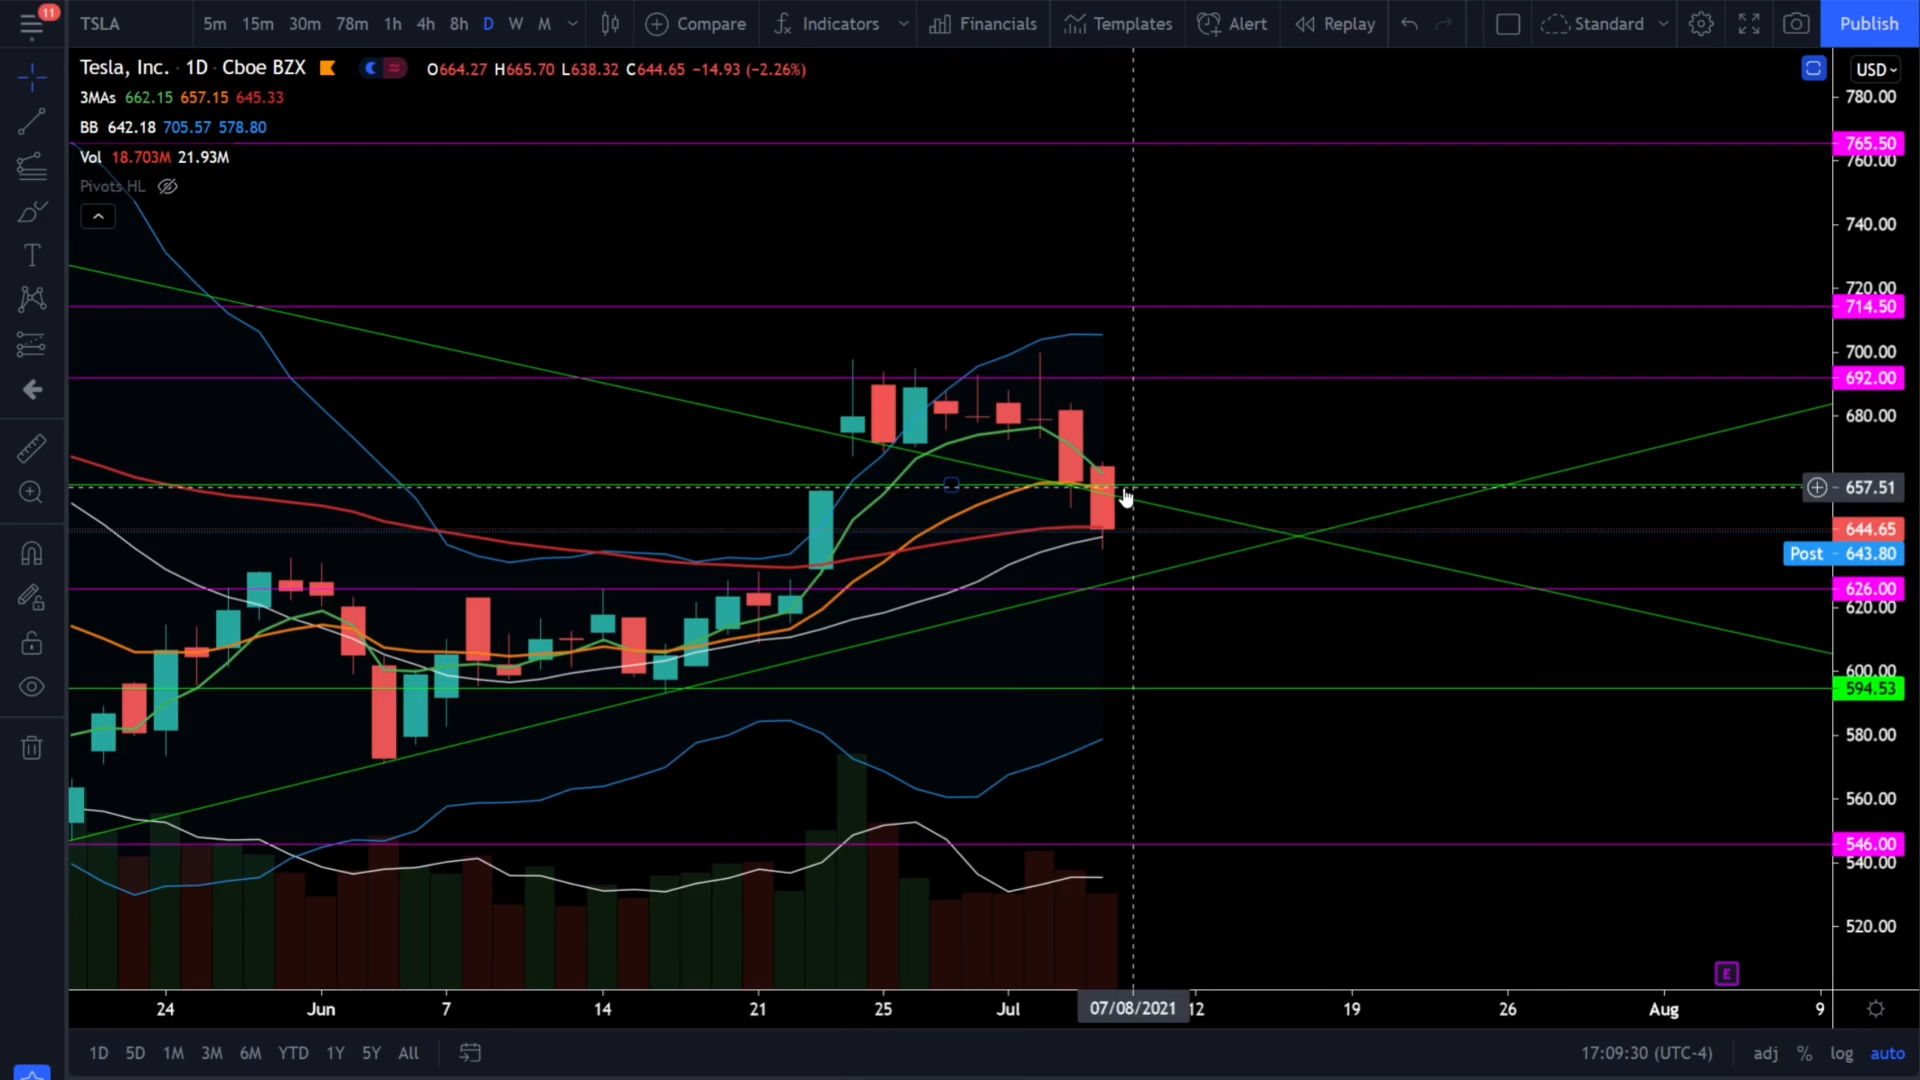 11
TSLA 5m 15m 30m 78m 1h 4h 8h D W M Compare Indicators Financials Templates Alert Replay Standard Publish
Tesla, Inc. · 1D · Cboe BZX O664.27 H665.70 L638.32 C644.65 −14.93 (−2.26%)
USD
3MAs 662.15 657.15 645.33
BB 642.18 705.57 578.80
Vol 18.703M 21.93M
Pivots HL
780.00
765.50
760.00
740.00
720.00
714.50
700.00
692.00
680.00
657.51
644.65
Post 643.80
626.00
620.00
600.00
594.53
580.00
560.00
546.00
540.00
520.00
E
24 Jun 7 14 21 25 Jul 07/08/2021 12 19 26 Aug 9
1D 5D 1M 3M 6M YTD 1Y 5Y All 17:09:30 (UTC-4) adj % log auto